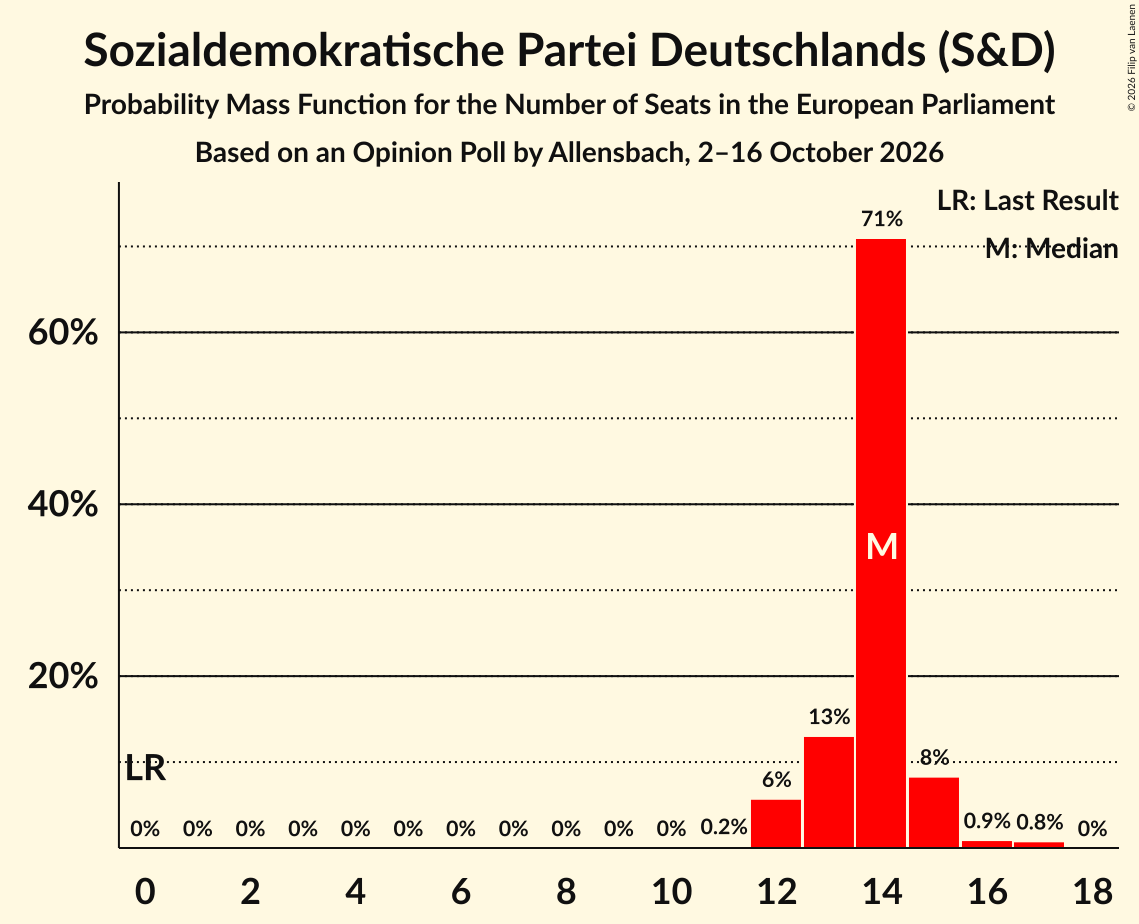 Sozialdemokratische Partei Deutschlands (S&D)
Probability Mass Function for the Number of Seats in the European Parliament
Based on an Opinion Poll by Allensbach, 2–16 October 2026
© 2026 Filip van Laenen
LR: Last Result
M: Median
71%
60%
40%
M
20%
13%
8%
LR
6%
0% 0% 0% 0% 0% 0% 0% 0% 0% 0% 0% 0.2% 0.9% 0.8% 0%
0 2 4 6 8 10 12 14 16 18